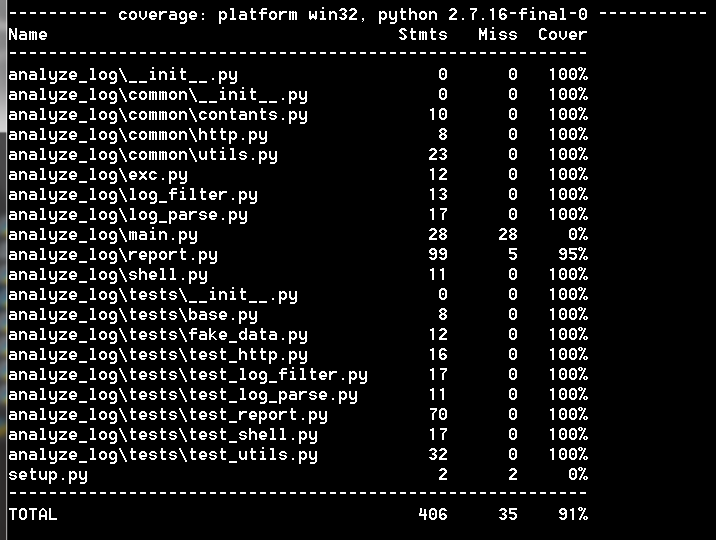 ---------- coverage: platform win32, python 2.7.16-final-0 -----------
Name                                   Stmts   Miss  Cover
----------------------------------------------------------
analyze_log\__init__.py                    0      0   100%
analyze_log\common\__init__.py             0      0   100%
analyze_log\common\contants.py            10      0   100%
analyze_log\common\http.py                 8      0   100%
analyze_log\common\utils.py               23      0   100%
analyze_log\exc.py                        12      0   100%
analyze_log\log_filter.py                 13      0   100%
analyze_log\log_parse.py                  17      0   100%
analyze_log\main.py                       28     28     0%
analyze_log\report.py                     99      5    95%
analyze_log\shell.py                      11      0   100%
analyze_log\tests\__init__.py              0      0   100%
analyze_log\tests\base.py                  8      0   100%
analyze_log\tests\fake_data.py            12      0   100%
analyze_log\tests\test_http.py            16      0   100%
analyze_log\tests\test_log_filter.py      17      0   100%
analyze_log\tests\test_log_parse.py       11      0   100%
analyze_log\tests\test_report.py          70      0   100%
analyze_log\tests\test_shell.py           17      0   100%
analyze_log\tests\test_utils.py           32      0   100%
setup.py                                   2      2     0%
----------------------------------------------------------
TOTAL                                    406     35    91%